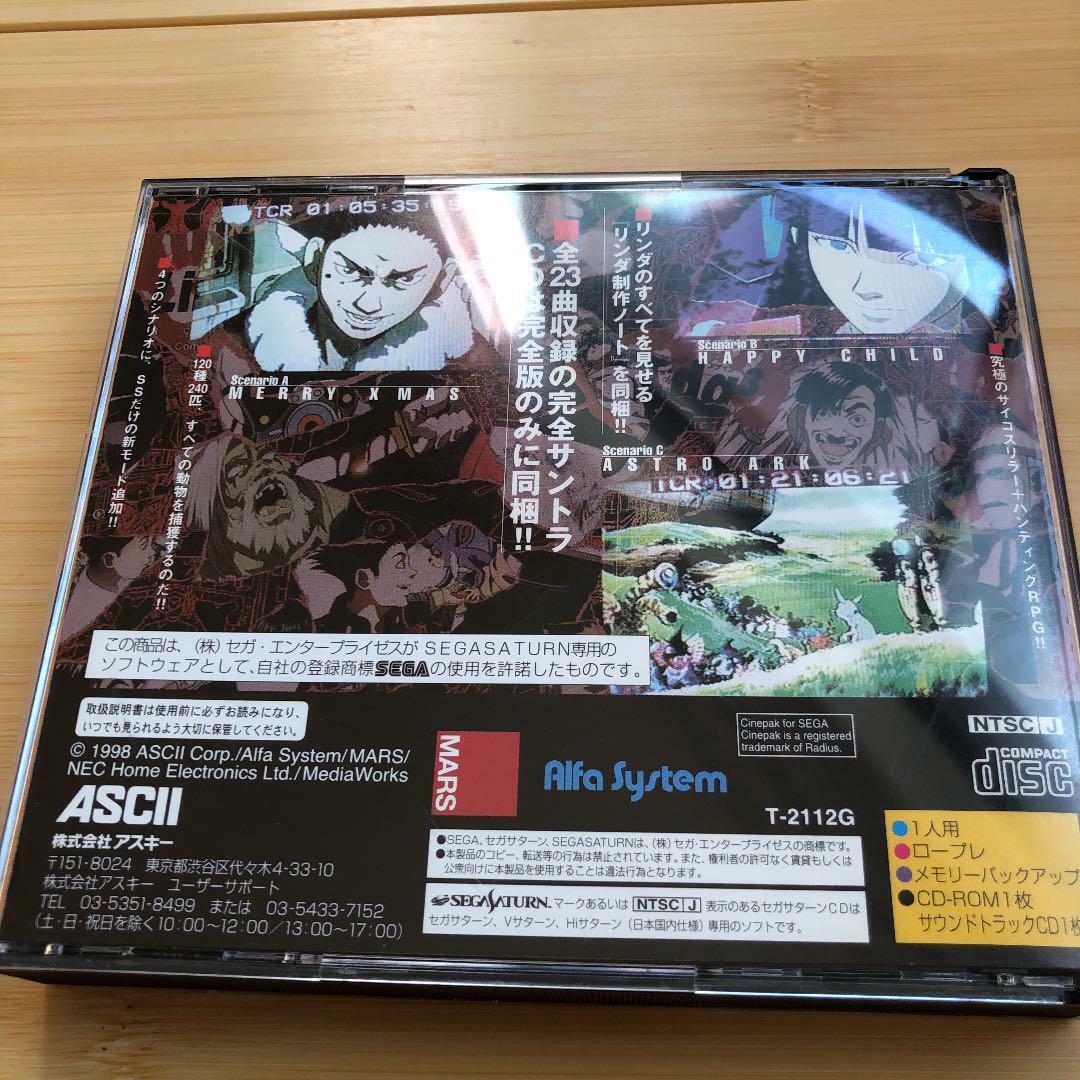 TCR 01:05:35
Scenario A
MERRY XMAS
Scenario B
HAPPY CHILD
Scenario C
ASTRO ARK
TCR 01:21:06:21
究極のサイコスリラー+ハンティングRPG!!
リンダのすべてを見せる
『リンダ制作ノート』を同梱!!
全23曲収録の完全サントラ
CDは完全版のみに同梱!!
120種240匹、すべての動物を捕獲するのだ!!
4つのシナリオに、SSだけの新モード追加!!
この商品は、(株)セガ・エンタープライゼスがSEGASATURN専用の
ソフトウェアとして、自社の登録商標SEGAの使用を許諾したものです。
取扱説明書は使用前に必ずお読みになり、
いつでも見られるよう大切に保管してください。
© 1998 ASCII Corp./Alfa System/MARS/
NEC Home Electronics Ltd./MediaWorks
ASCII
株式会社アスキー
〒151-8024 東京都渋谷区代々木4-33-10
株式会社アスキー ユーザーサポート
TEL 03-5351-8499 または 03-5433-7152
(土・日・祝日を除く10:00~12:00/13:00~17:00)
MARS
Alfa System
Cinepak for SEGA
Cinepak is a registered
trademark of Radius.
NTSC J
COMPACT
disc
T-2112G
●SEGA、セガサターン、SEGASATURNは、(株)セガ・エンタープライゼスの商標です。
●本製品のコピー、転送等の行為は禁止されています。また、権利者の許可なく賃貸もしくは
公衆向けに本製品を使用することは違法行為となります。
SEGASATURN. マークあるいは NTSC J 表示のあるセガサターンCDは
セガサターン、Vサターン、Hiサターン(日本国内仕様)専用のソフトです。
●1人用
●ロープレ
●メモリーバックアップ
●CD-ROM1枚
サウンドトラックCD1枚